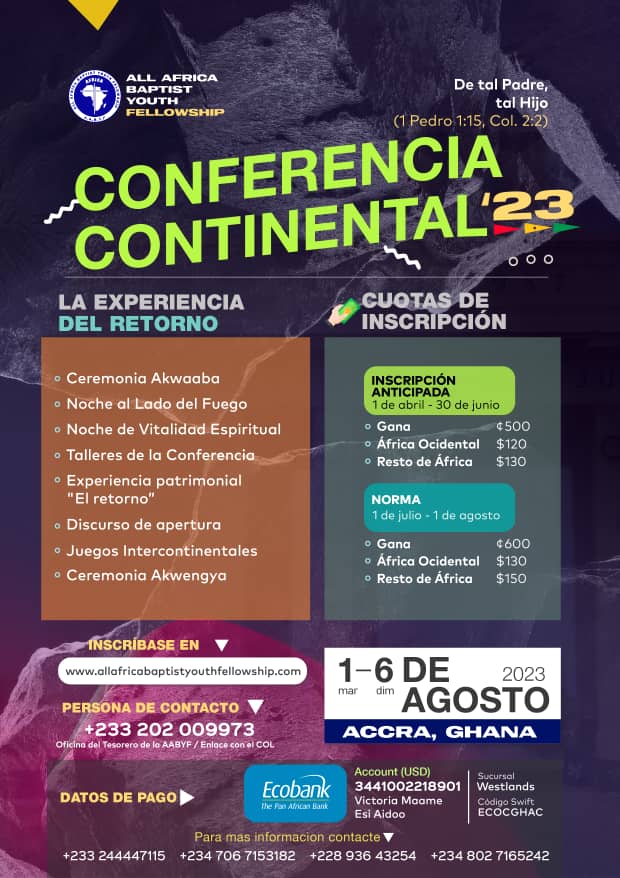 ALL AFRICA
BAPTIST
YOUTH
FELLOWSHIP
De tal Padre,
tal Hijo
(1 Pedro 1:15, Col. 2:2)
CONFERENCIA
CONTINENTAL '23
LA EXPERIENCIA
DEL RETORNO
Ceremonia Akwaaba
Noche al Lado del Fuego
Noche de Vitalidad Espiritual
Talleres de la Conferencia
Experiencia patrimonial
"El retorno"
Discurso de apertura
Juegos Intercontinentales
Ceremonia Akwengya
CUOTAS DE
INSCRIPCIÓN
INSCRIPCIÓN
ANTICIPADA
1 de abril - 30 de junio
Gana ¢500
África Ocidental $120
Resto de África $130
NORMA
1 de julio - 1 de agosto
Gana ¢600
África Ocidental $130
Resto de África $150
INSCRÍBASE EN
www.allafricabaptistyouthfellowship.com
PERSONA DE CONTACTO
+233 202 009973
Oficina del Tesorero de la AABYF / Enlace con el COL
1–6 DE
mar dim
AGOSTO
2023
ACCRA, GHANA
DATOS DE PAGO
Ecobank
The Pan African Bank
Account (USD)
3441002218901
Victoria Maame
Esi Aidoo
Sucursal
Westlands
Código Swift
ECOCGHAC
Para mas informacion contacte
+233 244447115 +234 706 7153182 +228 936 43254 +234 802 7165242